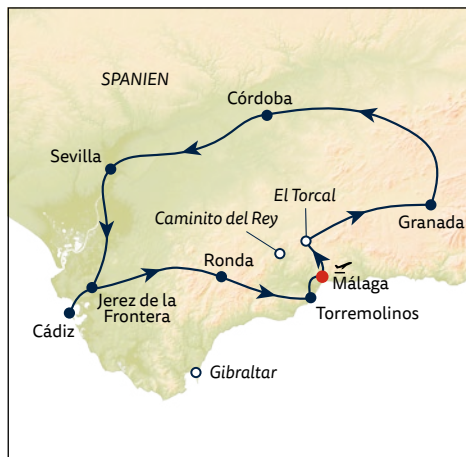 SPANIEN
Córdoba
Sevilla
El Torcal
Caminito del Rey
Granada
Ronda
Málaga
Jerez de la
Frontera
Torremolinos
Cádiz
Gibraltar